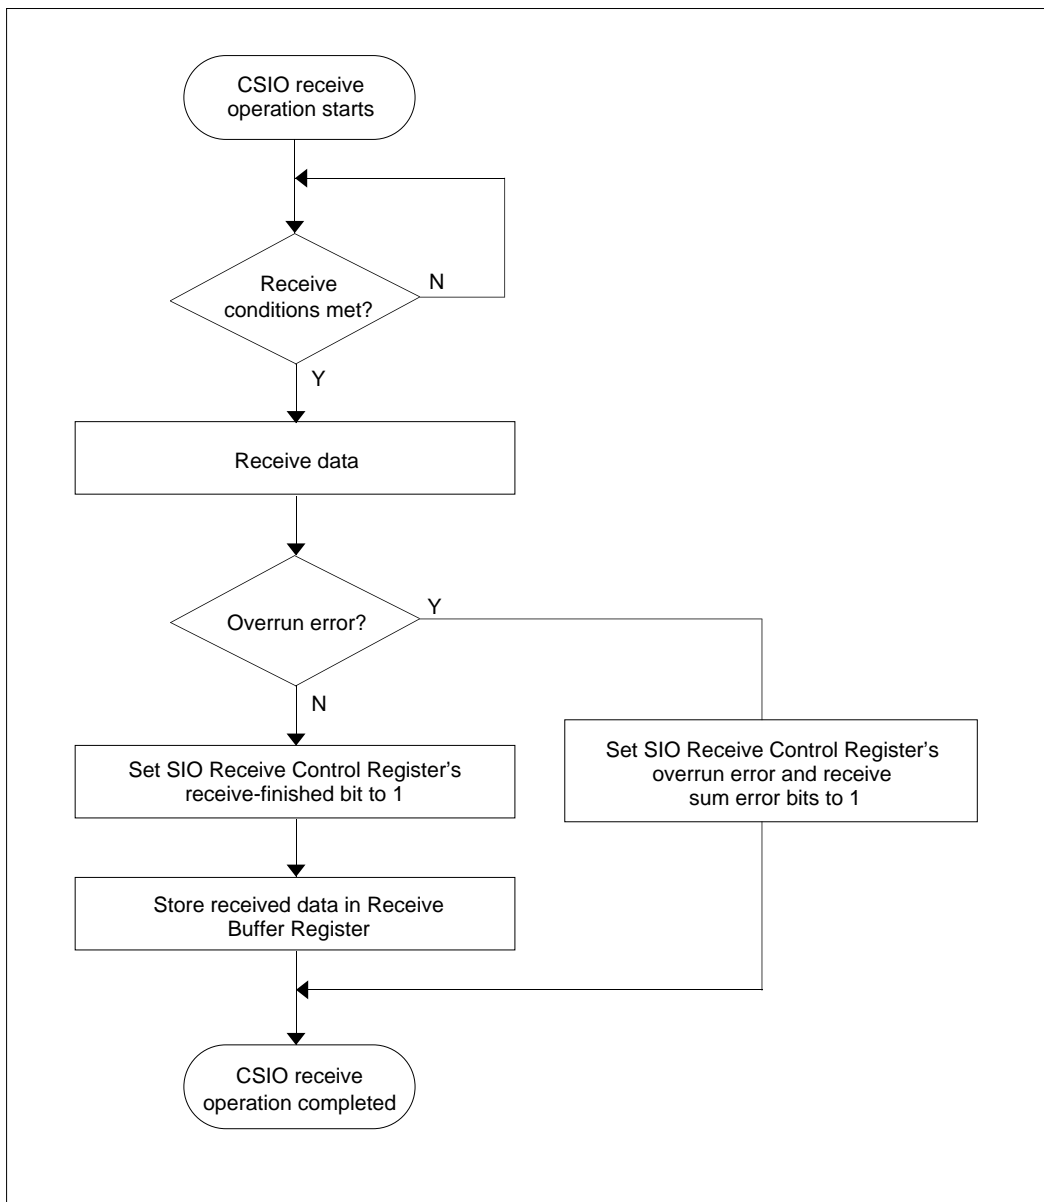 CSIO receive
operation starts
Receive
conditions met?
N
Y
Receive data
Overrun error?
Y
N
Set SIO Receive Control Register’s
receive-finished bit to 1
Set SIO Receive Control Register’s
overrun error and receive
sum error bits to 1
Store received data in Receive
Buffer Register
CSIO receive
operation completed